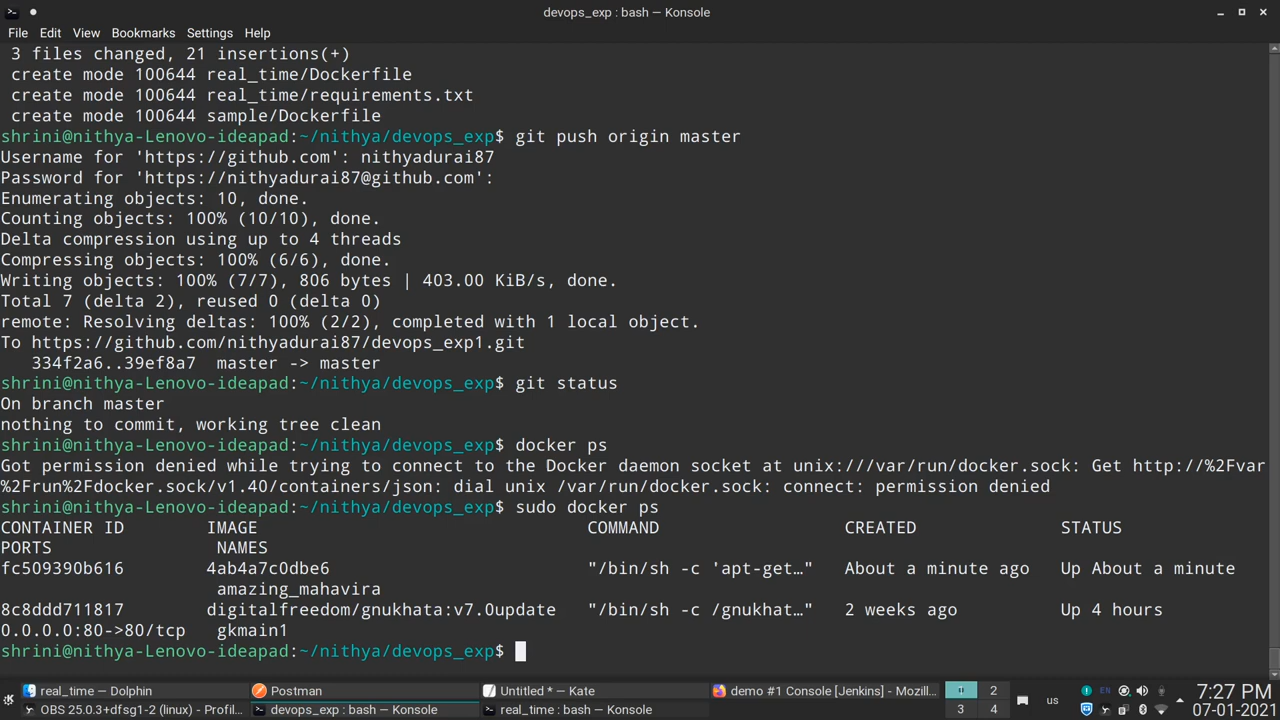 devops_exp : bash — Konsole
File Edit View Bookmarks Settings Help
3 files changed, 21 insertions(+)
create mode 100644 real_time/Dockerfile
create mode 100644 real_time/requirements.txt
create mode 100644 sample/Dockerfile
shrini@nithya-Lenovo-ideapad:~/nithya/devops_exp$ git push origin master
Username for 'https://github.com': nithyadurai87
Password for 'https://nithyadurai87@github.com':
Enumerating objects: 10, done.
Counting objects: 100% (10/10), done.
Delta compression using up to 4 threads
Compressing objects: 100% (6/6), done.
Writing objects: 100% (7/7), 806 bytes | 403.00 KiB/s, done.
Total 7 (delta 2), reused 0 (delta 0)
remote: Resolving deltas: 100% (2/2), completed with 1 local object.
To https://github.com/nithyadurai87/devops_exp1.git
334f2a6..39ef8a7 master -> master
shrini@nithya-Lenovo-ideapad:~/nithya/devops_exp$ git status
On branch master
nothing to commit, working tree clean
shrini@nithya-Lenovo-ideapad:~/nithya/devops_exp$ docker ps
Got permission denied while trying to connect to the Docker daemon socket at unix:///var/run/docker.sock: Get http://%2Fvar
%2Frun%2Fdocker.sock/v1.40/containers/json: dial unix /var/run/docker.sock: connect: permission denied
shrini@nithya-Lenovo-ideapad:~/nithya/devops_exp$ sudo docker ps
CONTAINER ID IMAGE COMMAND CREATED STATUS
PORTS NAMES
fc509390b616 4ab4a7c0dbe6 "/bin/sh -c 'apt-get…" About a minute ago Up About a minute
amazing_mahavira
8c8ddd711817 digitalfreedom/gnukhata:v7.0update "/bin/sh -c /gnukhat…" 2 weeks ago Up 4 hours
0.0.0.0:80->80/tcp gkmain1
shrini@nithya-Lenovo-ideapad:~/nithya/devops_exp$
real_time — Dolphin Postman Untitled * — Kate demo #1 Console [Jenkins] - Mozill... 2 EN us 7:27 PM
OBS 25.0.3+dfsg1-2 (linux) - Profil... devops_exp : bash — Konsole real_time : bash — Konsole 3 4 07-01-2021